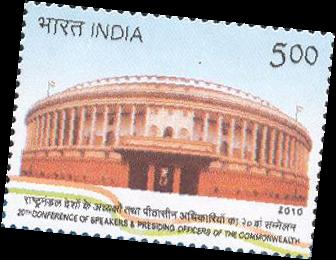 भारत INDIA 5.00
2010
राष्ट्रमंडल देशों के अध्यक्षों तथा पीठासीन अधिकारियों का २० वां सम्मेलन
20TH CONFERENCE OF SPEAKERS & PRESIDING OFFICERS OF THE COMMONWEALTH